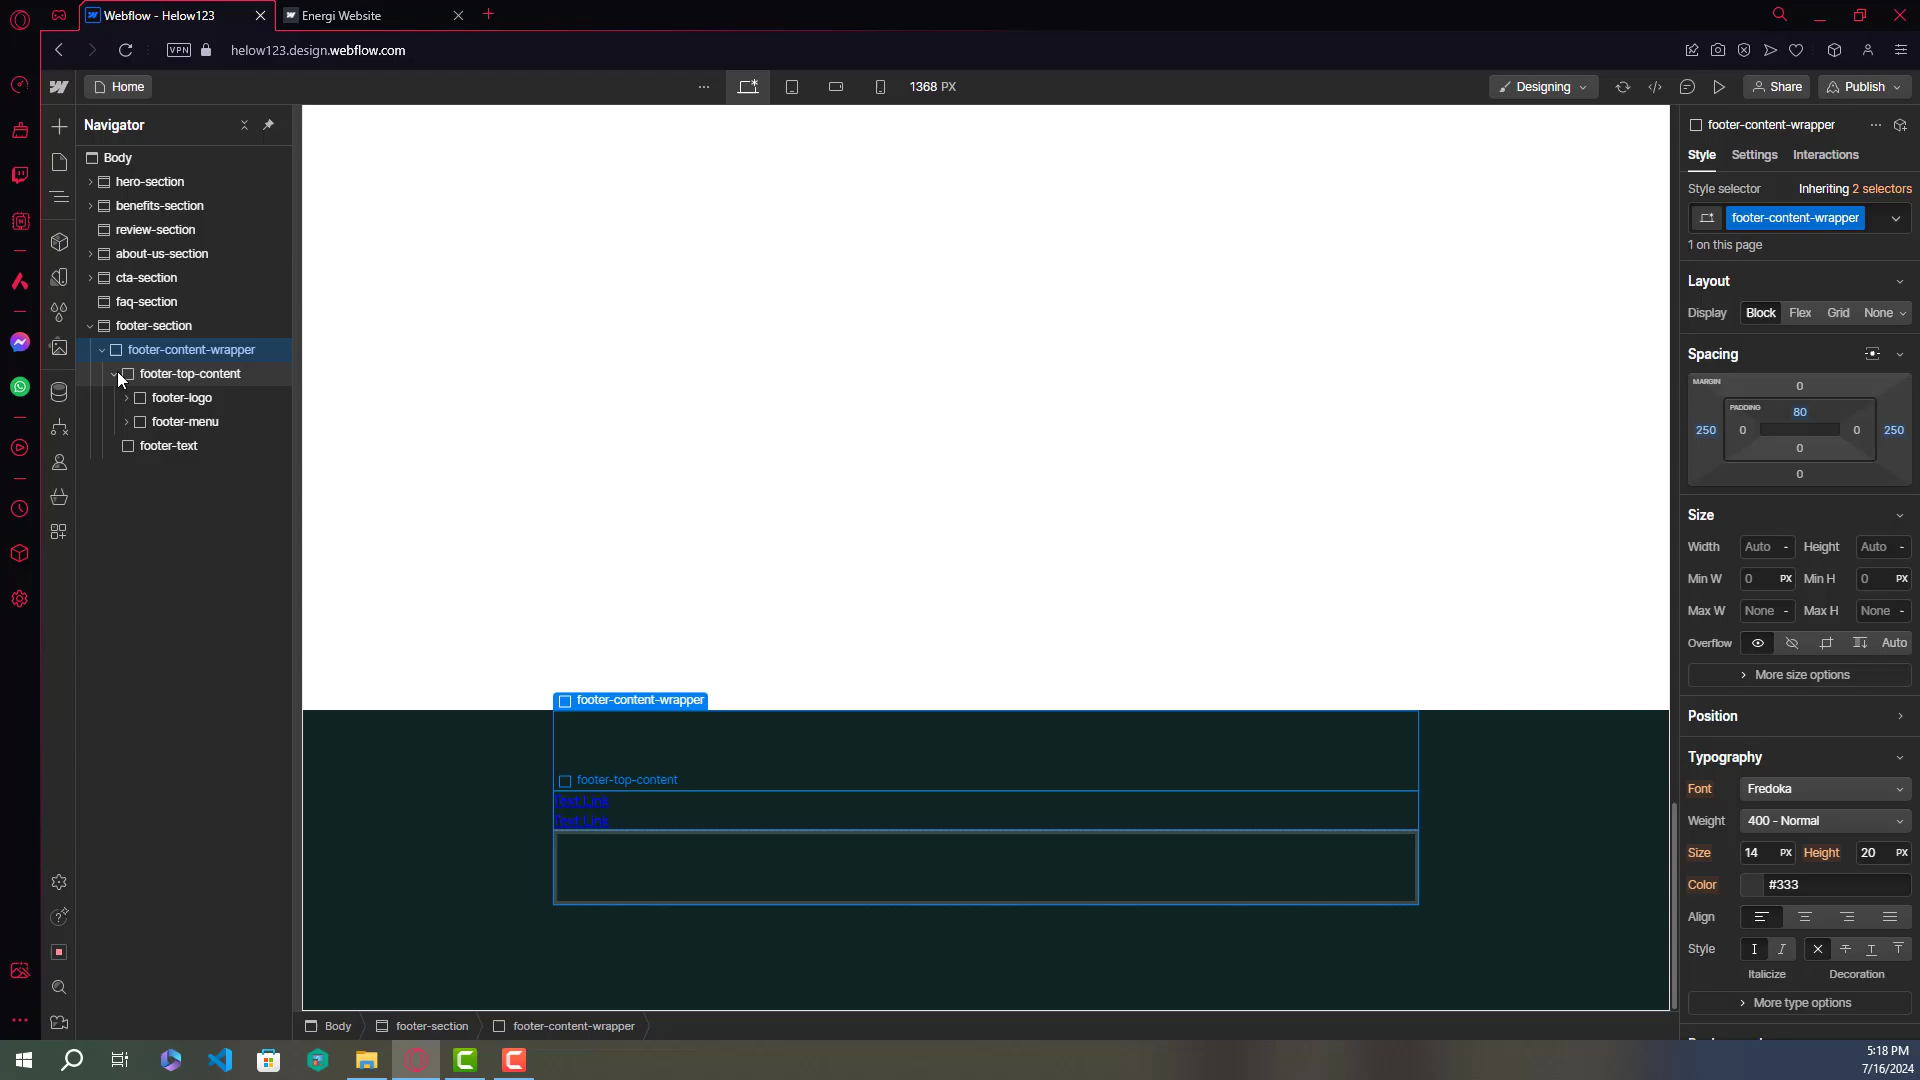 Webflow - Helow123
Energi Website
VPN
helow123.design.webflow.com
Home
1368 PX
Designing
Share
Publish
Navigator
Body
hero-section
benefits-section
review-section
about-us-section
cta-section
faq-section
footer-section
footer-content-wrapper
footer-top-content
footer-logo
footer-menu
footer-text
footer-content-wrapper
footer-top-content
Text Link
Text Link
Body
footer-section
footer-content-wrapper
footer-content-wrapper
Style
Settings
Interactions
Style selector
Inheriting 2 selectors
footer-content-wrapper
1 on this page
Layout
Display
Block
Flex
Grid
None
Spacing
MARGIN
0
PADDING
80
250
0
0
250
0
0
Size
Width
Auto
-
Height
Auto
-
Min W
0
PX
Min H
0
PX
Max W
None
-
Max H
None
-
Overflow
Auto
More size options
Position
Typography
Font
Fredoka
Weight
400 - Normal
Size
14
PX
Height
20
PX
Color
#333
Align
Style
Italicize
Decoration
More type options
5:18 PM
7/16/2024